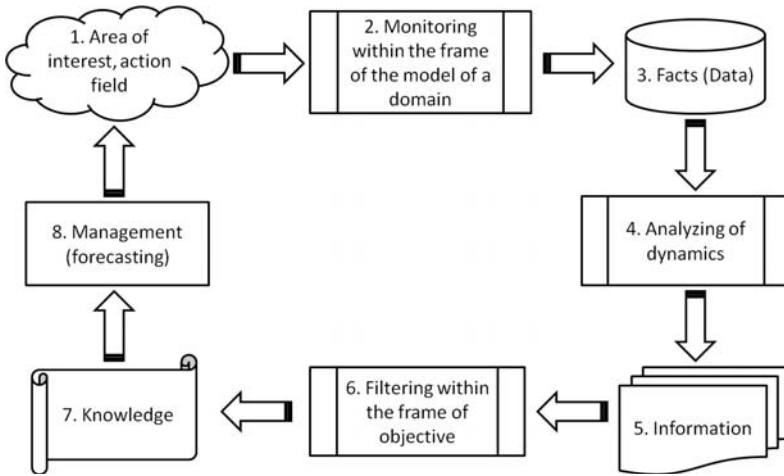 1. Area of
interest, action
field
2. Monitoring
within the frame
of the model of a
domain
3. Facts (Data)
4. Analyzing of
dynamics
5. Information
6. Filtering within
the frame of
objective
7. Knowledge
8. Management
(forecasting)